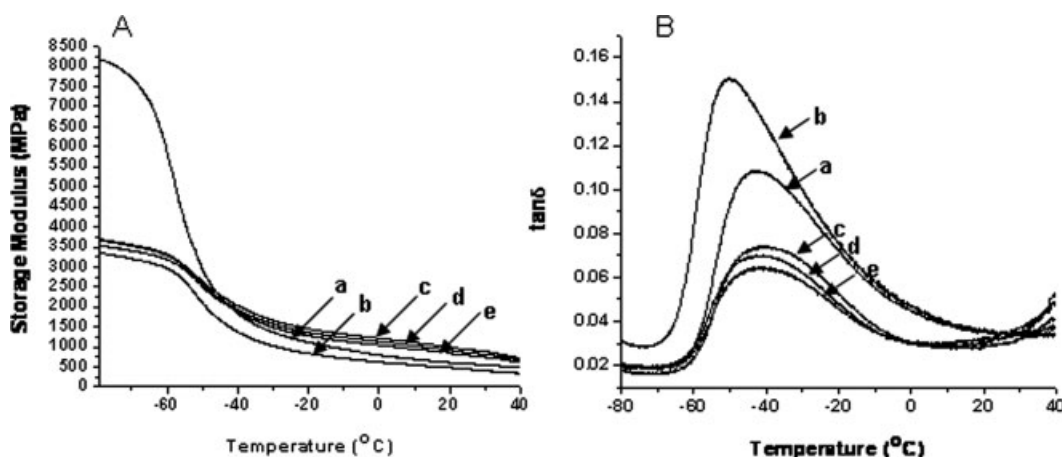 A
Storage Modulus (MPa)
8500
8000
7500
7000
6500
6000
5500
5000
4500
4000
3500
3000
2500
2000
1500
1000
500
0
a
b
c
d
e
-60
-40
-20
0
20
40
Temperature (°C)
B
tanδ
0.16
0.14
0.12
0.10
0.08
0.06
0.04
0.02
b
a
c
d
e
-80
-60
-40
-20
0
20
40
Temperature (°C)